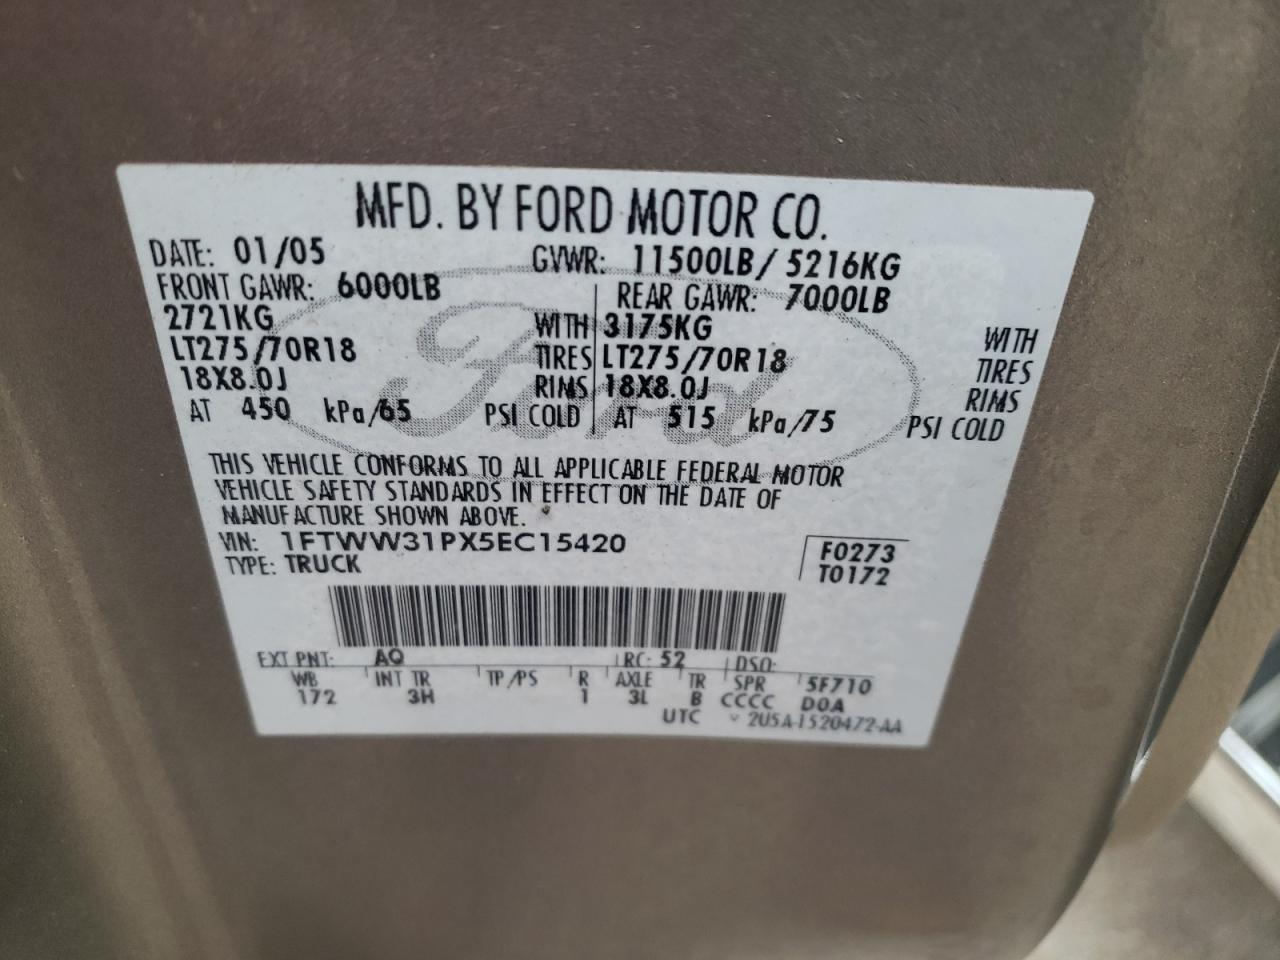 MFD. BY FORD MOTOR CO.
DATE: 01/05 GVWR: 11500LB/ 5216KG
FRONT GAWR: 6000LB REAR GAWR: 7000LB
2721KG WITH 3175KG WITH
LT275/70R18 TIRES LT275/70R18 TIRES
18X8.0J RIMS 18X8.0J RIMS
AT 450 kPa/65 PSI COLD AT 515 kPa/75 PSI COLD
Ford
THIS VEHICLE CONFORMS TO ALL APPLICABLE FEDERAL MOTOR
VEHICLE SAFETY STANDARDS IN EFFECT ON THE DATE OF
MANUFACTURE SHOWN ABOVE.
VIN: 1FTWW31PX5EC15420 F0273
TYPE: TRUCK T0172
EXT PNT: AQ RC: 52 DSO:
WB INT TR TP/PS R AXLE TR SPR 5F710
172 3H 1 3L B CCCC D0A
UTC 2U5A-1520472-AA